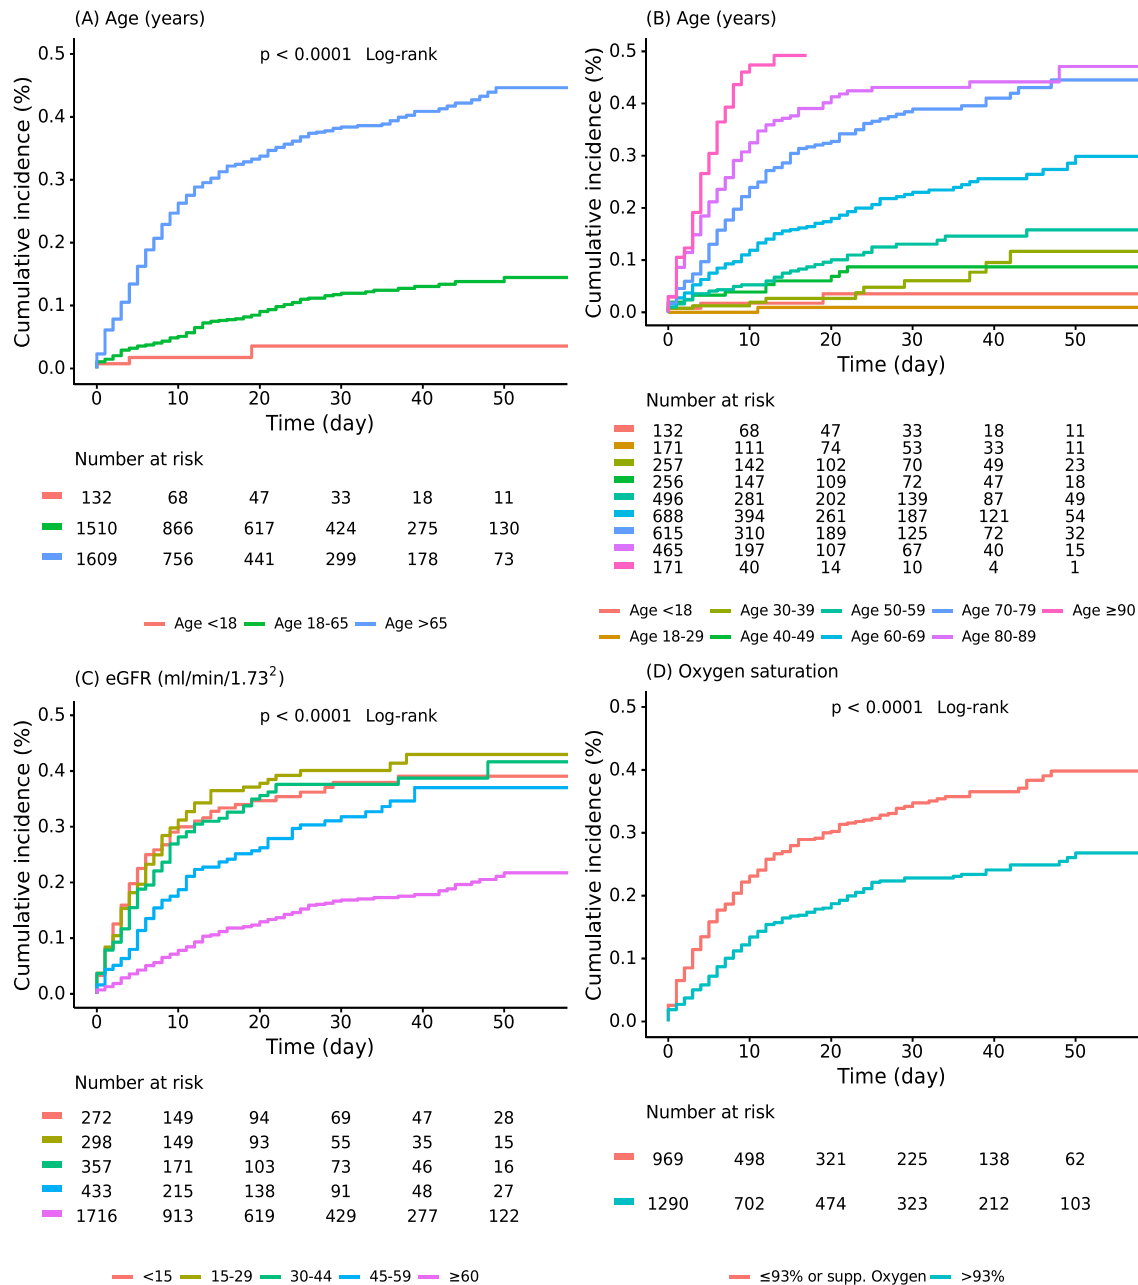 (A) Age (years)
p < 0.0001 Log-rank
Cumulative incidence (%)
0.5
0.4
0.3
0.2
0.1
0.0
0 10 20 30 40 50
Time (day)
Number at risk
132 68 47 33 18 11
1510 866 617 424 275 130
1609 756 441 299 178 73
Age <18 Age 18-65 Age >65
(B) Age (years)
Cumulative incidence (%)
0.5
0.4
0.3
0.2
0.1
0.0
0 10 20 30 40 50
Time (day)
Number at risk
132 68 47 33 18 11
171 111 74 53 33 11
257 142 102 70 49 23
256 147 109 72 47 18
496 281 202 139 87 49
688 394 261 187 121 54
615 310 189 125 72 32
465 197 107 67 40 15
171 40 14 10 4 1
Age <18 Age 30-39 Age 50-59 Age 70-79 Age ≥90
Age 18-29 Age 40-49 Age 60-69 Age 80-89
(C) eGFR (ml/min/1.73²)
p < 0.0001 Log-rank
Cumulative incidence (%)
0.5
0.4
0.3
0.2
0.1
0.0
0 10 20 30 40 50
Time (day)
Number at risk
272 149 94 69 47 28
298 149 93 55 35 15
357 171 103 73 46 16
433 215 138 91 48 27
1716 913 619 429 277 122
<15 15-29 30-44 45-59 ≥60
(D) Oxygen saturation
p < 0.0001 Log-rank
Cumulative incidence (%)
0.5
0.4
0.3
0.2
0.1
0.0
0 10 20 30 40 50
Time (day)
Number at risk
969 498 321 225 138 62
1290 702 474 323 212 103
≤93% or supp. Oxygen >93%